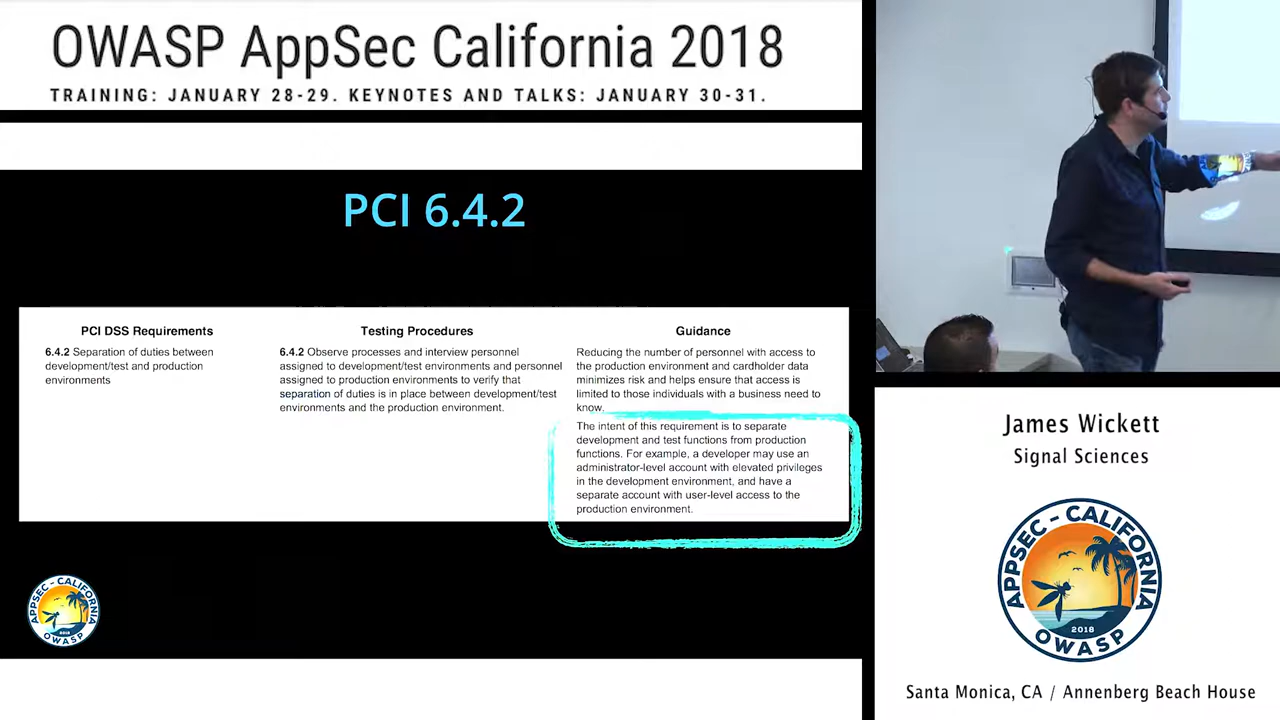 OWASP AppSec California 2018
TRAINING: JANUARY 28-29. KEYNOTES AND TALKS: JANUARY 30-31.
PCI 6.4.2
PCI DSS Requirements
6.4.2 Separation of duties between
development/test and production
environments
Testing Procedures
6.4.2 Observe processes and interview personnel
assigned to development/test environments and personnel
assigned to production environments to verify that
separation of duties is in place between development/test
environments and the production environment.
Guidance
Reducing the number of personnel with access to
the production environment and cardholder data
minimizes risk and helps ensure that access is
limited to those individuals with a business need to
know.
The intent of this requirement is to separate
development and test functions from production
functions. For example, a developer may use an
administrator-level account with elevated privileges
in the development environment, and have a
separate account with user-level access to the
production environment.
APPSEC - CALIFORNIA
2018
OWASP
James Wickett
Signal Sciences
APPSEC - CALIFORNIA
2018
OWASP
Santa Monica, CA / Annenberg Beach House